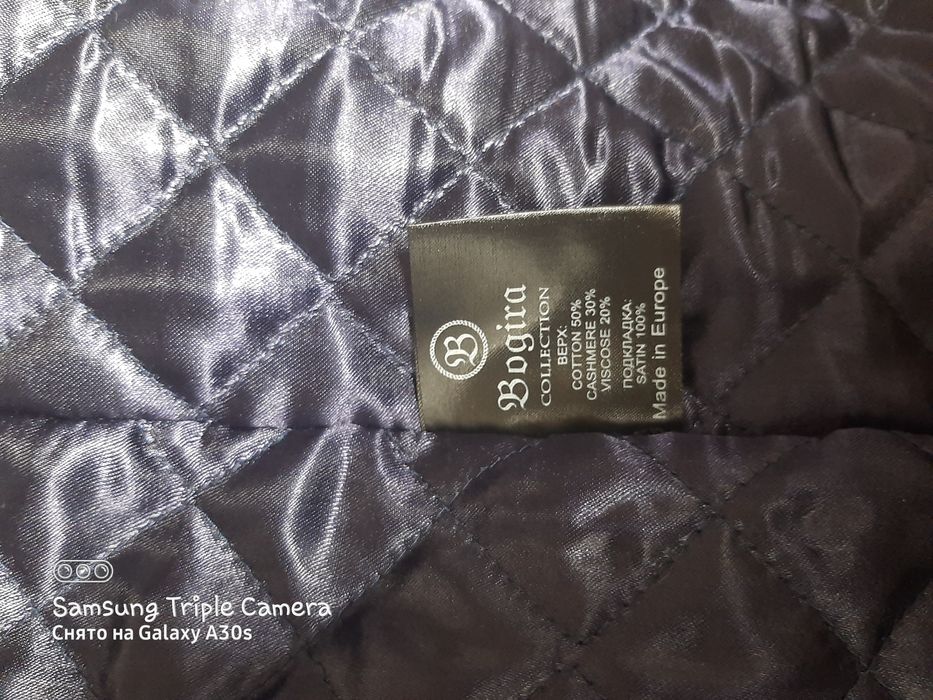 B
Bogira
COLLECTION
ВЕРХ:
COTTON 50%
CASHMERE 30%
VISCOSE 20%
ПОДКЛАДКА:
SATIN 100%
Made in Europe
Samsung Triple Camera
Снято на Galaxy A30s